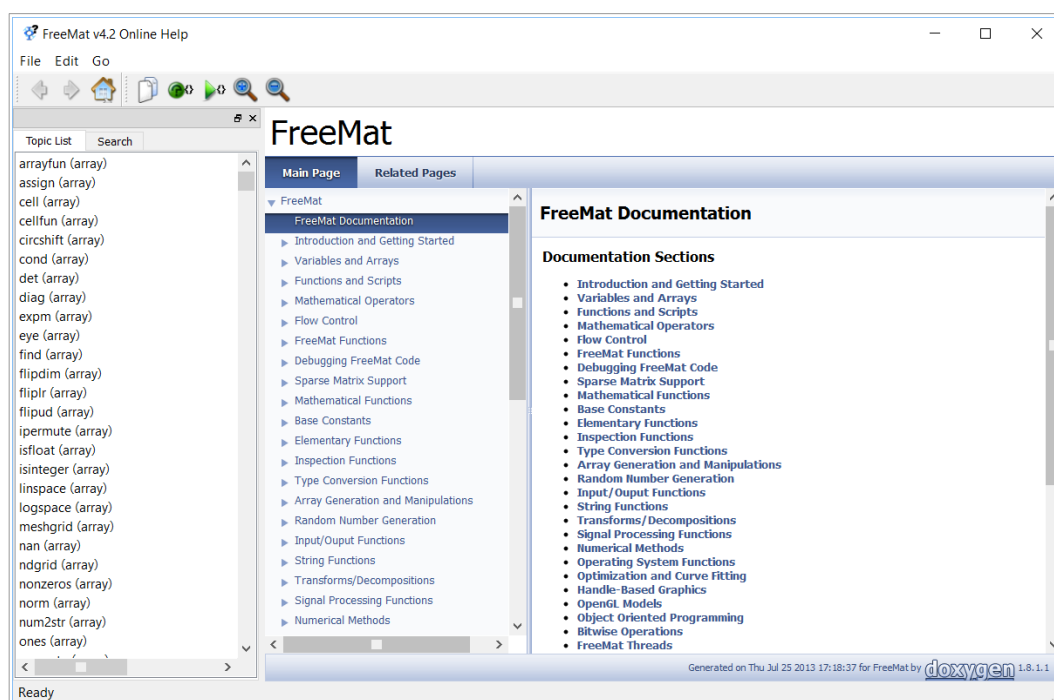 FreeMat v4.2 Online Help
File Edit Go
Topic List Search
arrayfun (array)
assign (array)
cell (array)
cellfun (array)
circshift (array)
cond (array)
det (array)
diag (array)
expm (array)
eye (array)
find (array)
flipdim (array)
fliplr (array)
flipud (array)
ipermute (array)
isfloat (array)
isinteger (array)
linspace (array)
logspace (array)
meshgrid (array)
nan (array)
ndgrid (array)
nonzeros (array)
norm (array)
num2str (array)
ones (array)
FreeMat
Main Page Related Pages
FreeMat
FreeMat Documentation
Introduction and Getting Started
Variables and Arrays
Functions and Scripts
Mathematical Operators
Flow Control
FreeMat Functions
Debugging FreeMat Code
Sparse Matrix Support
Mathematical Functions
Base Constants
Elementary Functions
Inspection Functions
Type Conversion Functions
Array Generation and Manipulations
Random Number Generation
Input/Ouput Functions
String Functions
Transforms/Decompositions
Signal Processing Functions
Numerical Methods
FreeMat Documentation
Documentation Sections
• Introduction and Getting Started
• Variables and Arrays
• Functions and Scripts
• Mathematical Operators
• Flow Control
• FreeMat Functions
• Debugging FreeMat Code
• Sparse Matrix Support
• Mathematical Functions
• Base Constants
• Elementary Functions
• Inspection Functions
• Type Conversion Functions
• Array Generation and Manipulations
• Random Number Generation
• Input/Ouput Functions
• String Functions
• Transforms/Decompositions
• Signal Processing Functions
• Numerical Methods
• Operating System Functions
• Optimization and Curve Fitting
• Handle-Based Graphics
• OpenGL Models
• Object Oriented Programming
• Bitwise Operations
• FreeMat Threads
Generated on Thu Jul 25 2013 17:18:37 for FreeMat by doxygen 1.8.1.1
Ready